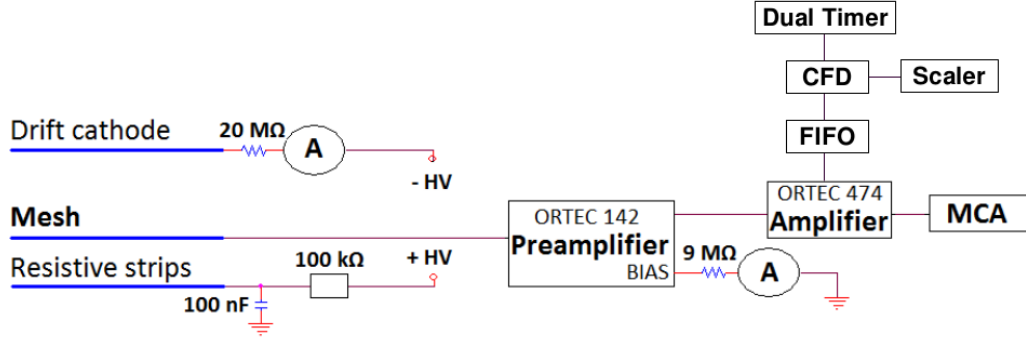 Dual Timer
CFD
Scaler
FIFO
Drift cathode
20 MΩ
A
- HV
Mesh
ORTEC 142
Preamplifier
BIAS
ORTEC 474
Amplifier
MCA
Resistive strips
100 kΩ
+ HV
9 MΩ
A
100 nF